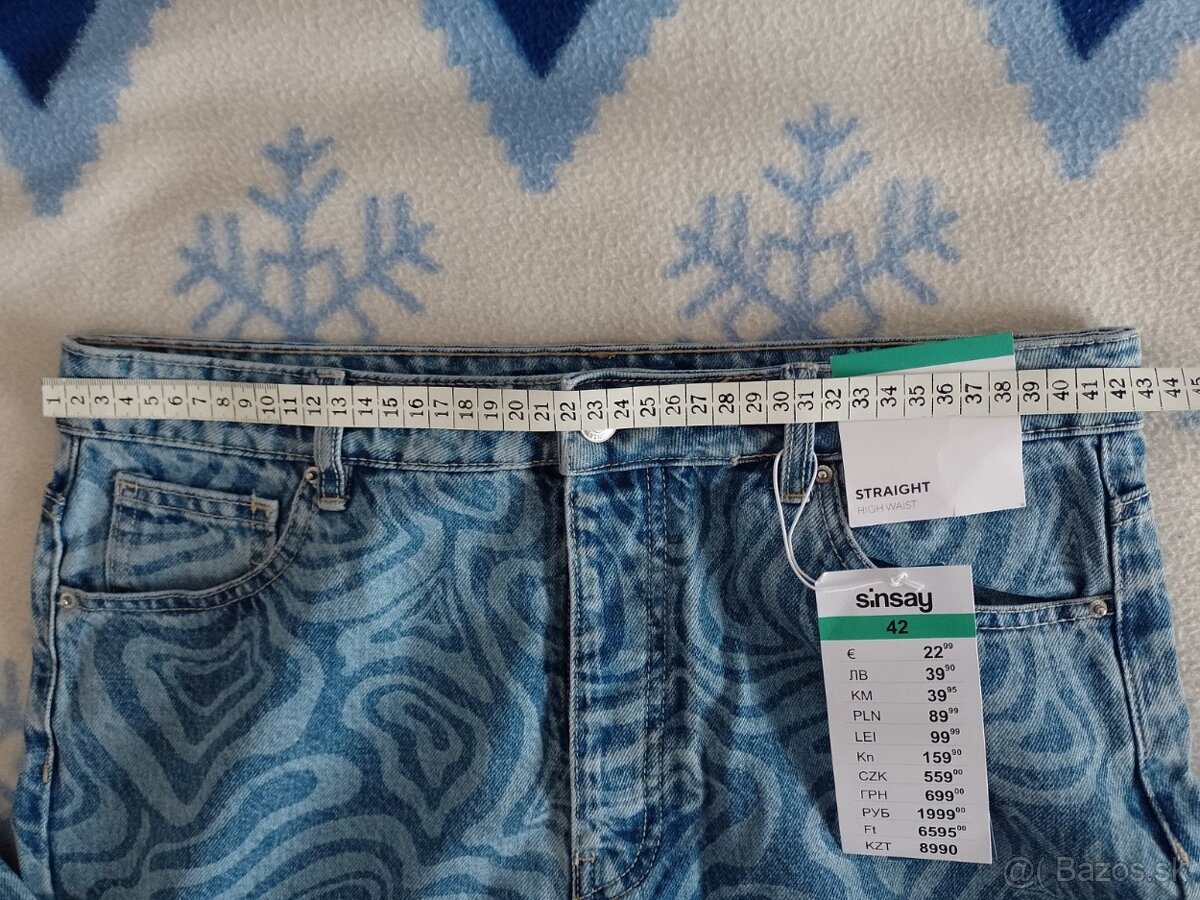 1 2 3 4 5 6 7 8 9 10 11 12 13 14 15 16 17 18 19 20 21 22 23 24 25 26 27 28 29 30 31 32 33 34 35 36 37 38 39 40 41 42 43 44 45
STRAIGHT
HIGH WAIST
sinsay
42
€ 22⁹⁹
ЛВ 39⁹⁰
KM 39⁹⁵
PLN 89⁹⁹
LEI 99⁹⁹
Kn 159⁹⁰
CZK 559⁰⁰
ГРН 699⁰⁰
РУБ 1999⁰⁰
Ft 6595⁰⁰
KZT 8990
@( Bazos.sk